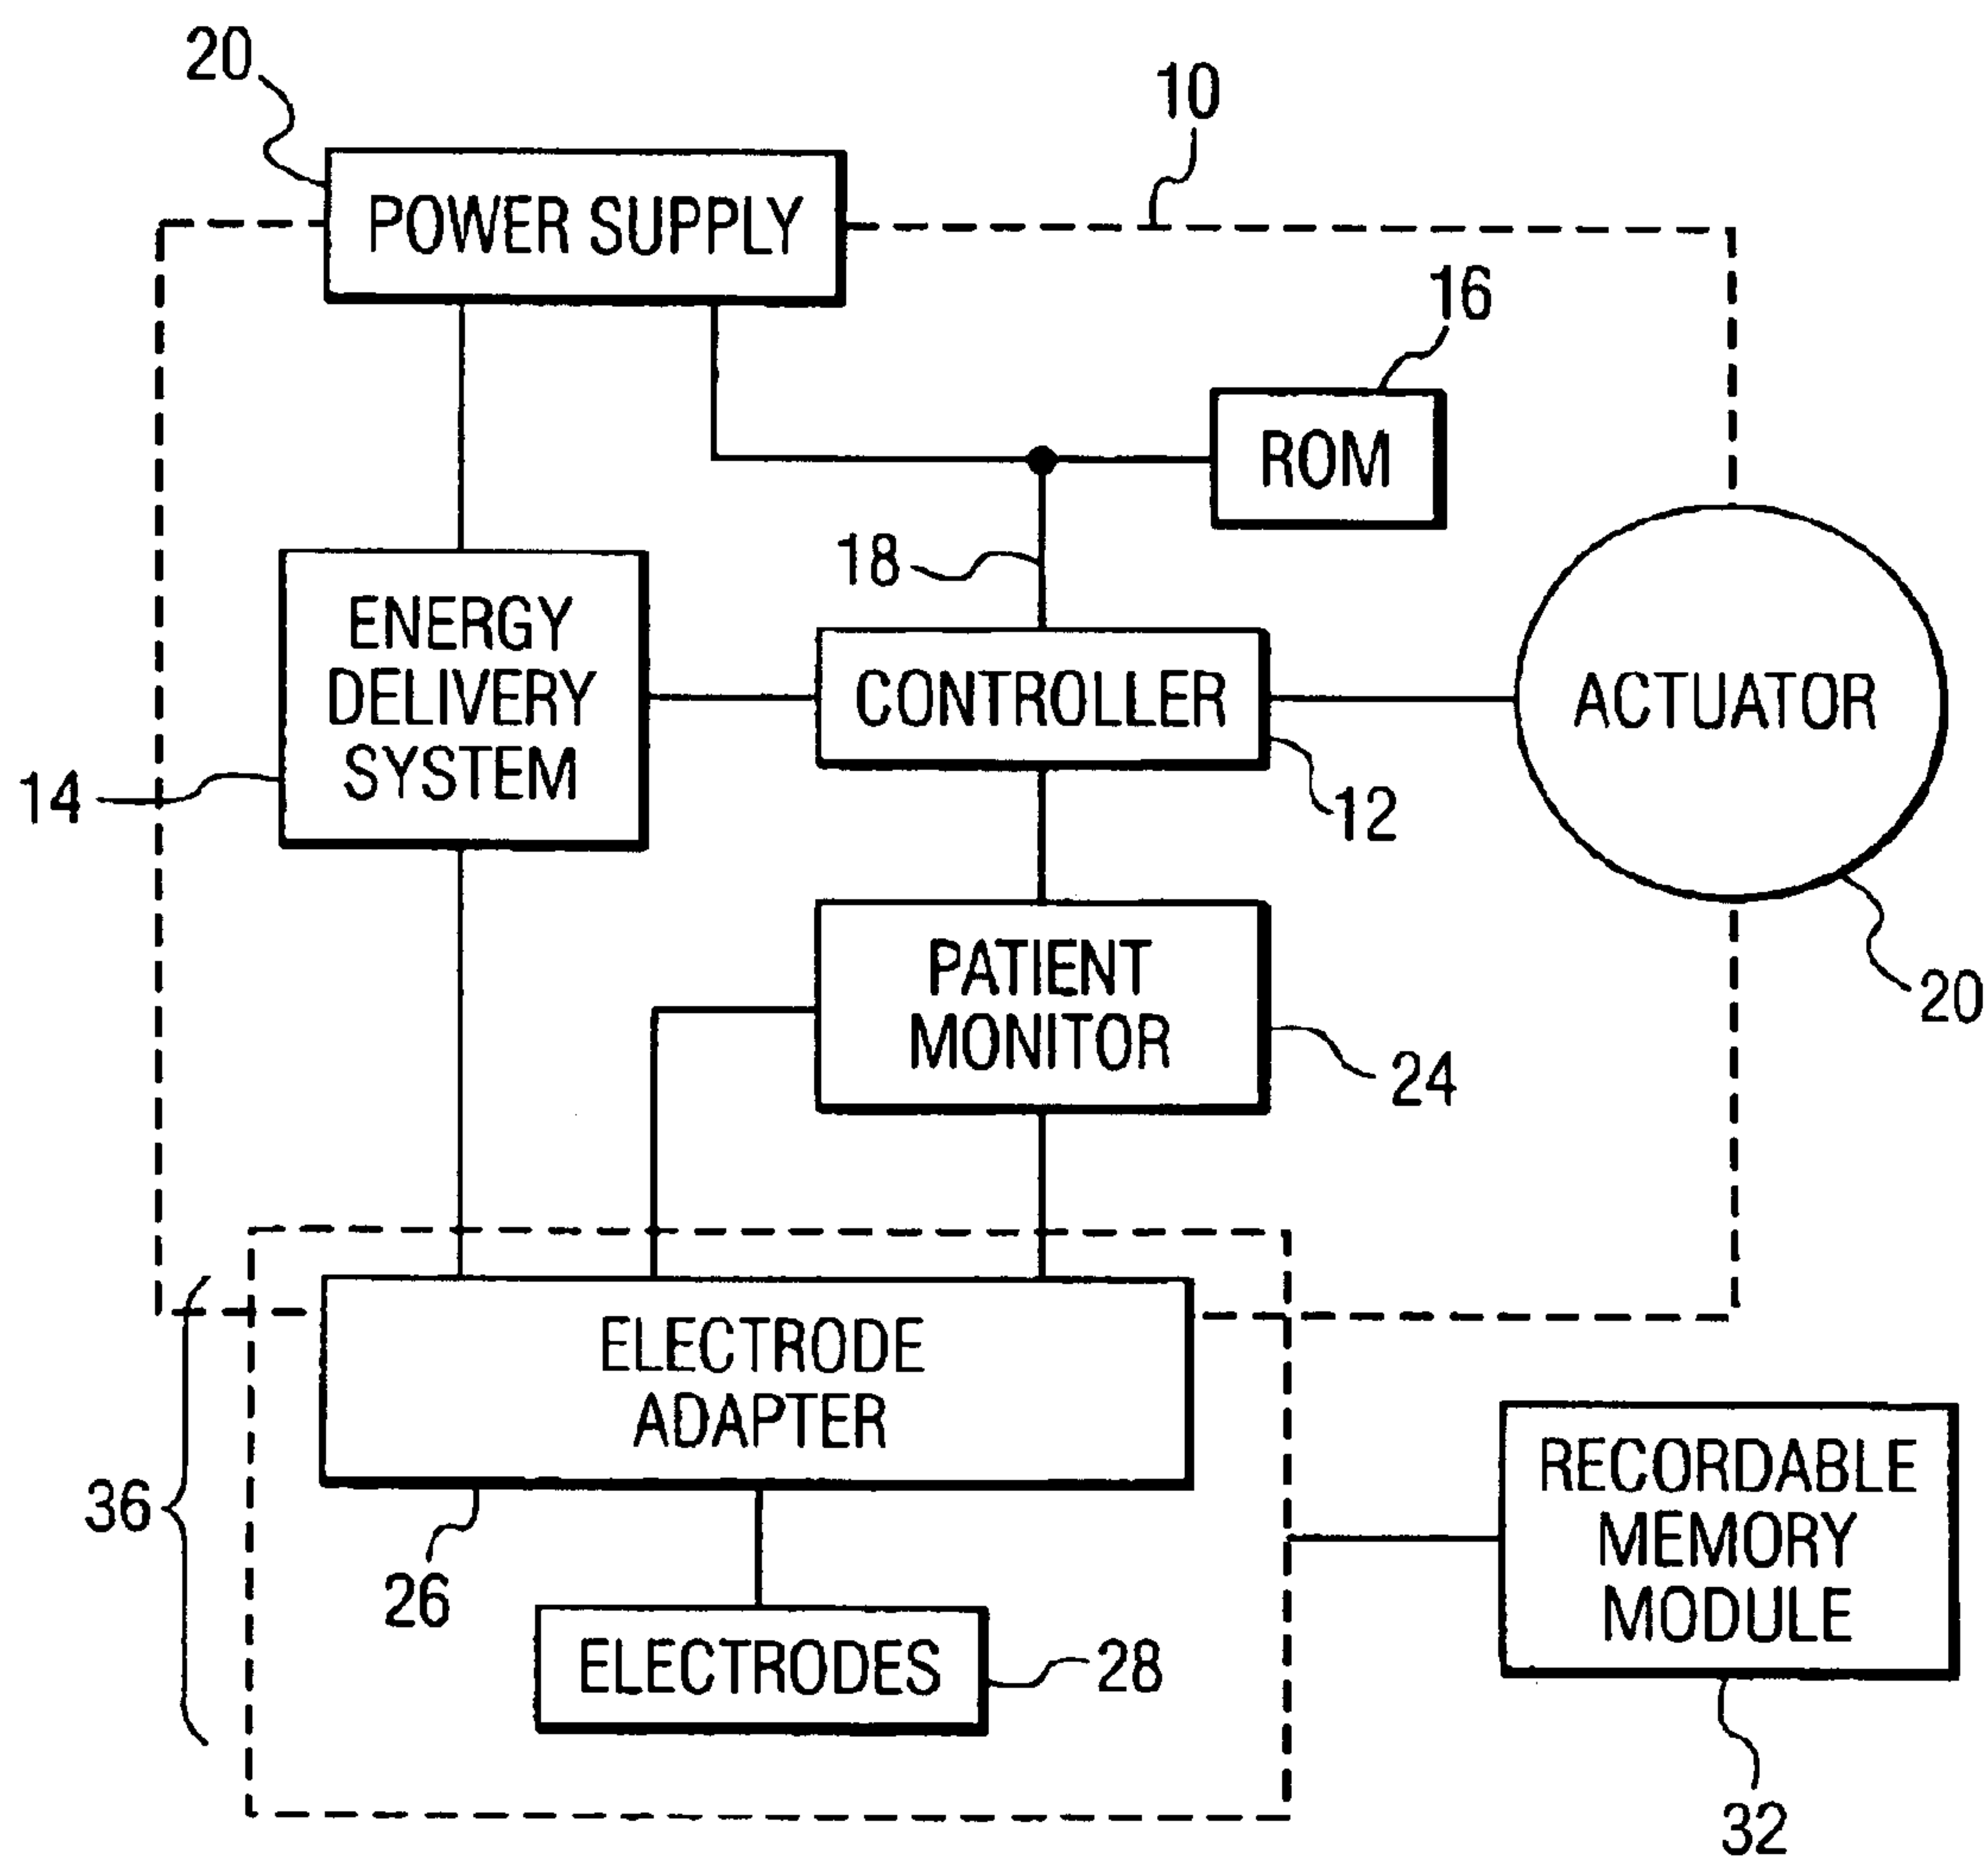 20
10
POWER SUPPLY
16
ROM
18
ENERGY
DELIVERY
SYSTEM
CONTROLLER
ACTUATOR
14
12
PATIENT
MONITOR
20
24
ELECTRODE
ADAPTER
RECORDABLE
MEMORY
MODULE
36
26
ELECTRODES
28
32